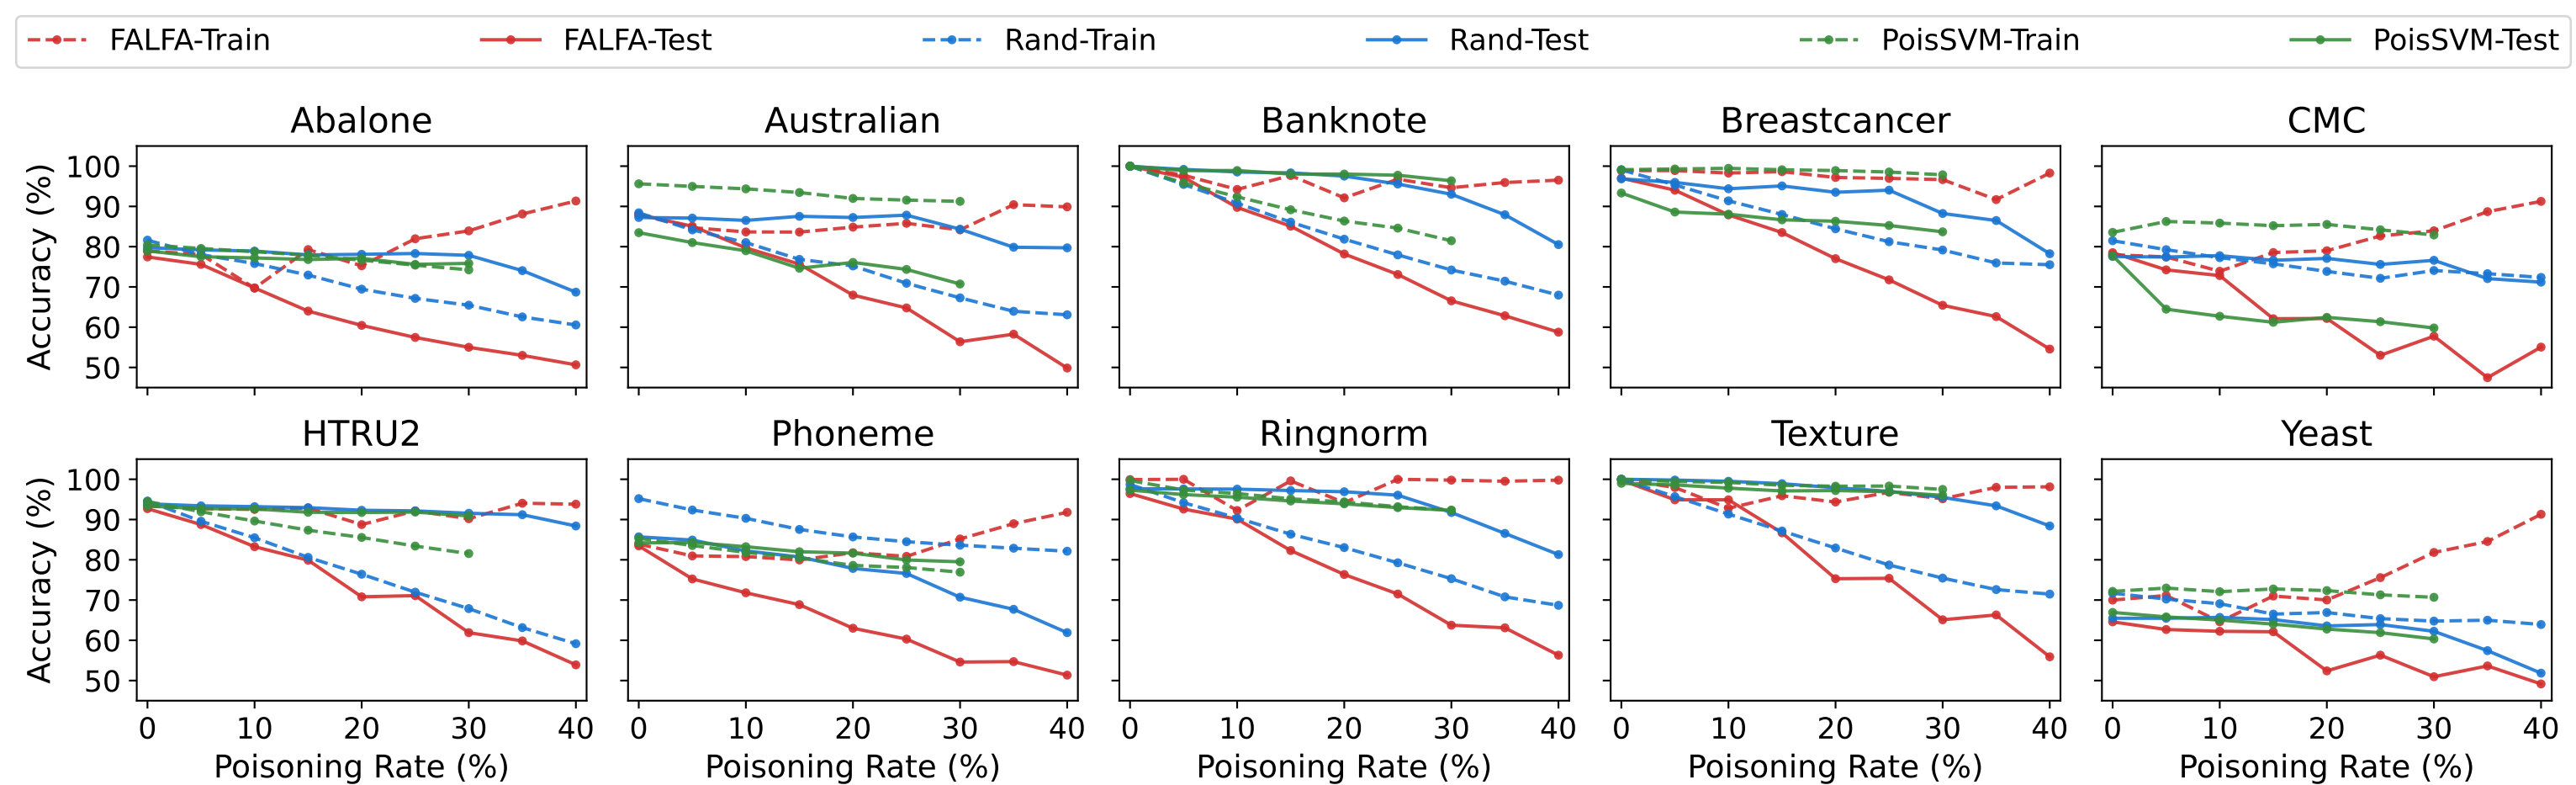 FALFA-Train FALFA-Test Rand-Train Rand-Test PoisSVM-Train PoisSVM-Test
Abalone Australian Banknote Breastcancer CMC
Accuracy (%)
100
90
80
70
60
50
HTRU2 Phoneme Ringnorm Texture Yeast
Accuracy (%)
100
90
80
70
60
50
0 10 20 30 40 0 10 20 30 40 0 10 20 30 40 0 10 20 30 40 0 10 20 30 40
Poisoning Rate (%) Poisoning Rate (%) Poisoning Rate (%) Poisoning Rate (%) Poisoning Rate (%)